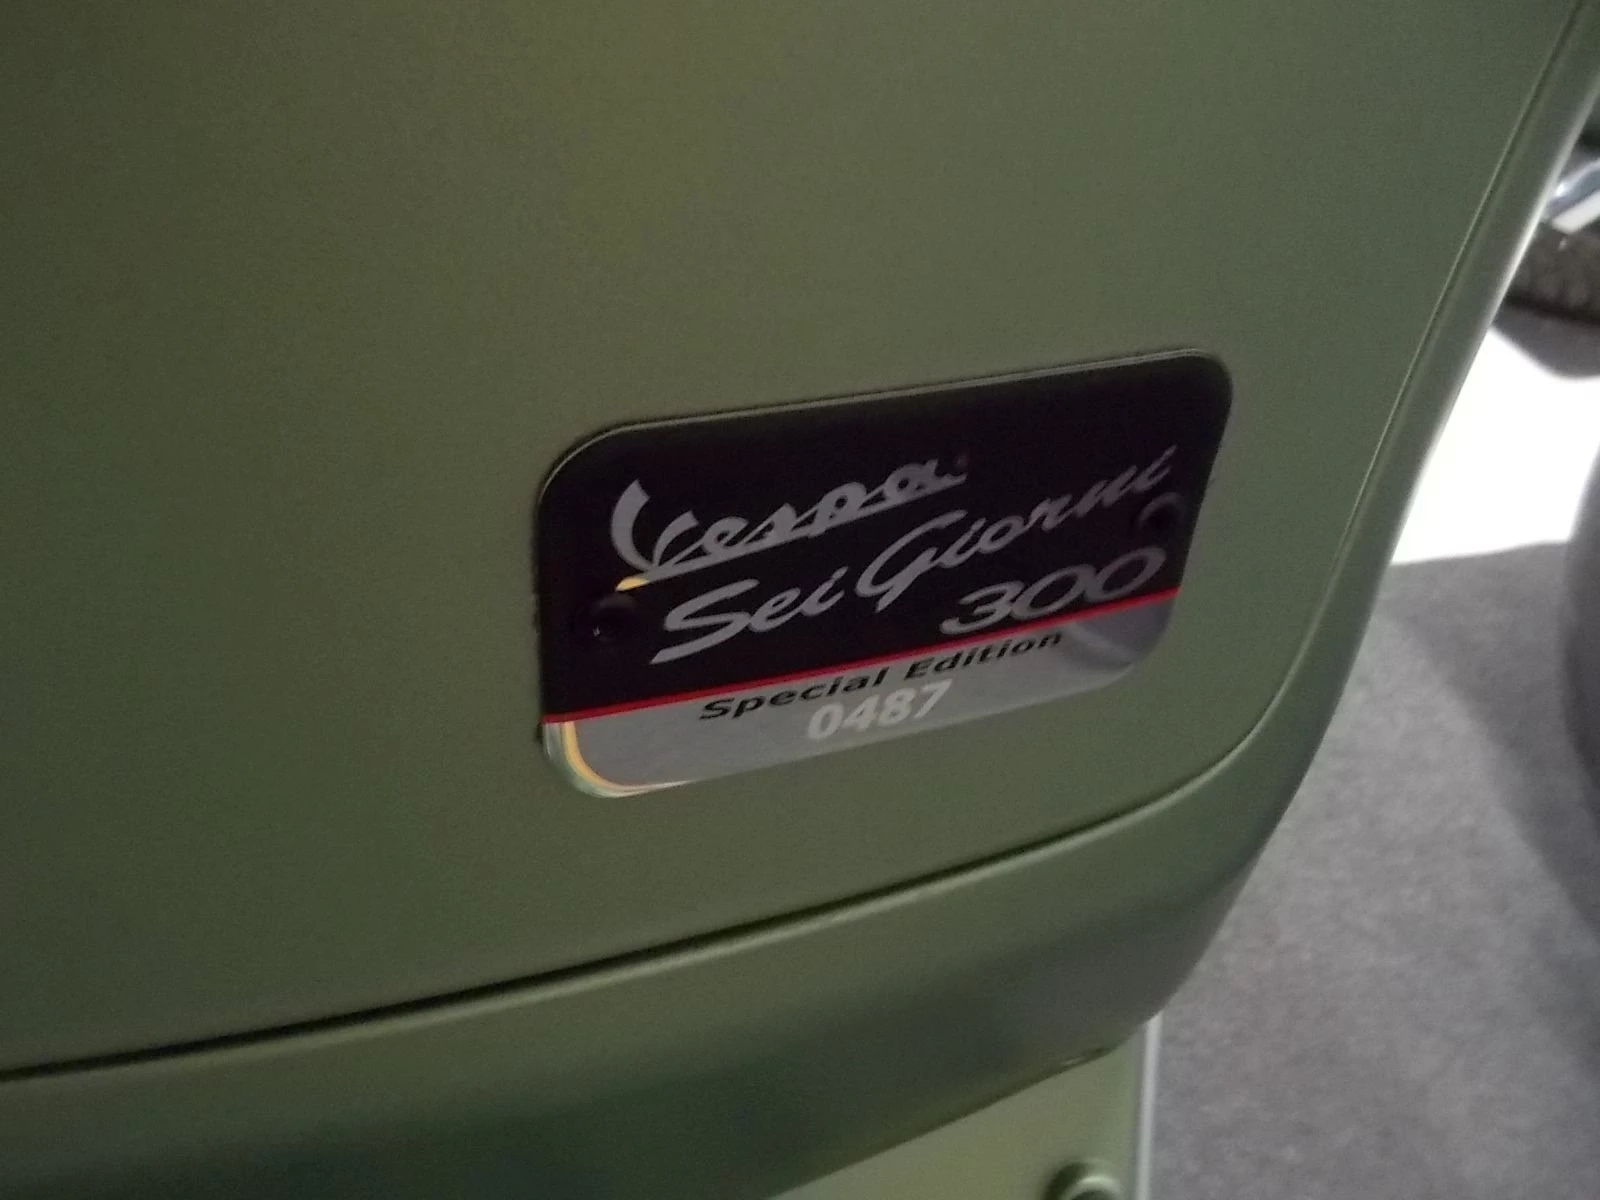 Vespa
Sei Giorni
300
Special Edition
0487